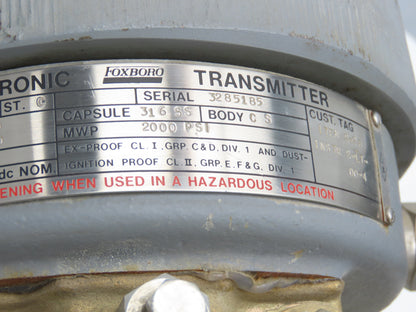 RONIC FOXBORO TRANSMITTER
ST. C SERIAL 3285185
CAPSULE 316 SS BODY C S CUST. TAG
MWP 2000 PSI
EX-PROOF CL. I, GRP. C & D, DIV. 1 AND DUST-
dc NOM. IGNITION PROOF CL. II, GRP. E, F & G, DIV. 1
ENING WHEN USED IN A HAZARDOUS LOCATION